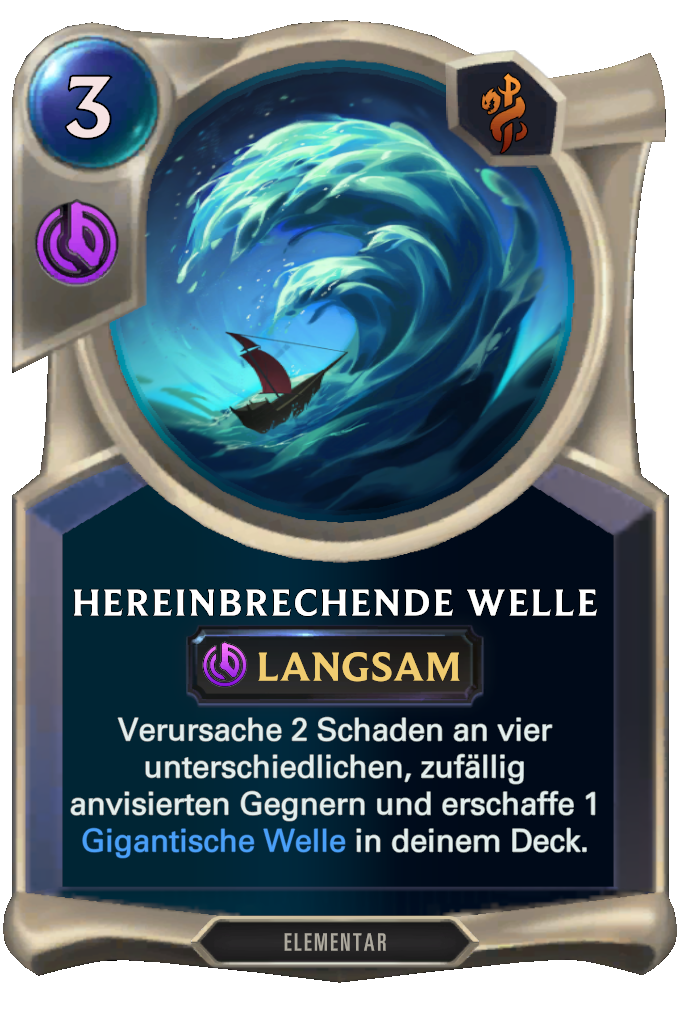 3
HEREINBRECHENDE WELLE
LANGSAM
Verursache 2 Schaden an vier
unterschiedlichen, zufällig
anvisierten Gegnern und erschaffe 1
Gigantische Welle in deinem Deck.
ELEMENTAR